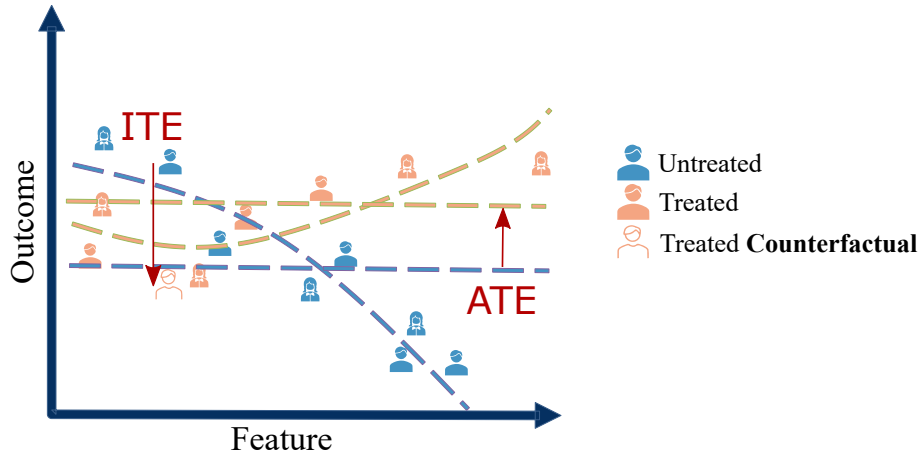 ITE
Outcome
ATE
Feature
Untreated
Treated
Treated Counterfactual